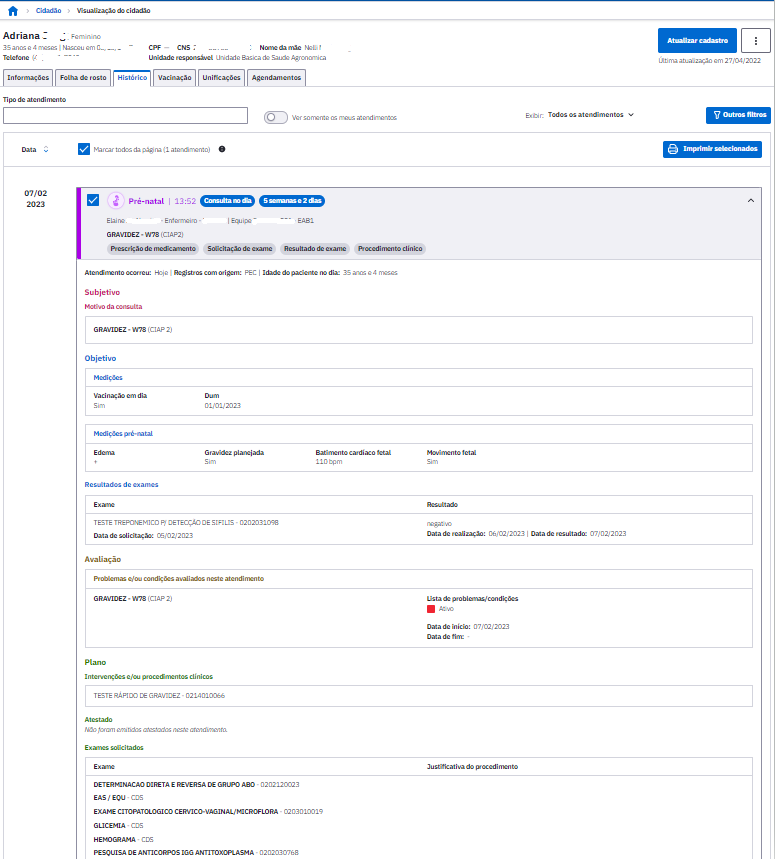 Cidadão > Visualização do cidadão
Adriana Feminino
35 anos e 4 meses | Nasceu em CPF CNS Nome da mãe
Telefone Unidade responsável Unidade Basica de Saude Agronomica
Atualizar cadastro
Última atualização em 27/04/2022
Informações Folha de rosto Histórico Vacinação Unificações Agendamentos
Tipo de atendimento
Ver somente os meus atendimentos
Exibir: Todos os atendimentos
Outros filtros
Data
Marcar todos da página (1 atendimento)
Imprimir selecionados
07/02
2023
Pré-natal | 13:52 Consulta no dia 5 semanas e 2 dias
Elaine - Enfermeiro - | Equipe - EAB1
GRAVIDEZ - W78 (CIAP2)
Prescrição de medicamento Solicitação de exame Resultado de exame Procedimento clínico
Atendimento ocorreu: Hoje | Registros com origem: PEC | Idade do paciente no dia: 35 anos e 4 meses
Subjetivo
Motivo da consulta
GRAVIDEZ - W78 (CIAP 2)
Objetivo
Medições
Vacinação em dia Dum
Sim 01/01/2023
Medições pré-natal
Edema Gravidez planejada Batimento cardíaco fetal Movimento fetal
+ Sim 110 bpm Sim
Resultados de exames
Exame Resultado
TESTE TREPONEMICO P/ DETECÇÃO DE SIFILIS - 0202031098 negativo
Data de solicitação: 05/02/2023 Data de realização: 06/02/2023 | Data de resultado: 07/02/2023
Avaliação
Problemas e/ou condições avaliados neste atendimento
GRAVIDEZ - W78 (CIAP 2) Lista de problemas/condições
Ativo
Data de início: 07/02/2023
Data de fim: -
Plano
Intervenções e/ou procedimentos clínicos
TESTE RÁPIDO DE GRAVIDEZ - 0214010066
Atestado
Não foram emitidos atestados neste atendimento.
Exames solicitados
Exame Justificativa do procedimento
DETERMINACAO DIRETA E REVERSA DE GRUPO ABO - 0202120023
EAS / EQU - CDS
EXAME CITOPATOLOGICO CERVICO-VAGINAL/MICROFLORA - 0203010019
GLICEMIA - CDS
HEMOGRAMA - CDS
PESQUISA DE ANTICORPOS IGG ANTITOXOPLASMA - 0202030768